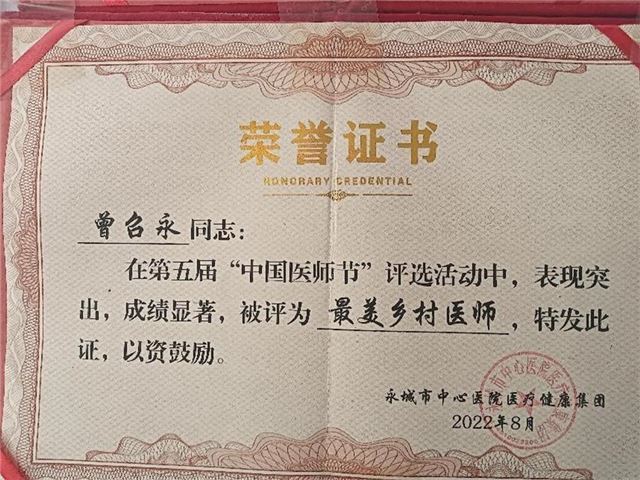 荣誉证书
HONORARY CREDENTIAL
曾召永同志：
在第五届“中国医师节”评选活动中，表现突
出，成绩显著，被评为 最美乡村医师 ，特发此
证，以资鼓励。
永城市中心医院医疗健康集团
2022年8月